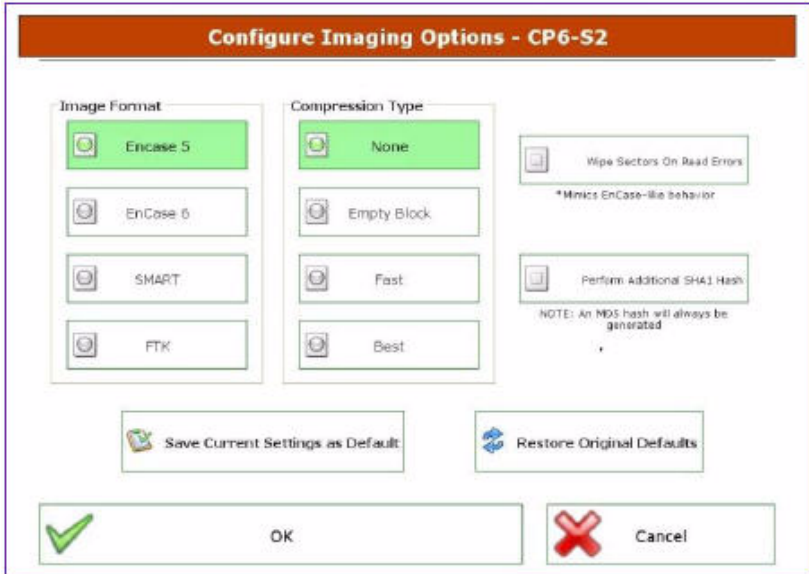 Configure Imaging Options - CP6-S2
Image Format
Encase 5
EnCase 6
SMART
FTK
Compression Type
None
Empty Block
Fast
Best
Wipe Sectors On Read Errors
*Mimics EnCase-like behavior
Perform Additional SHA1 Hash
NOTE: An MD5 hash will always be
generated
Save Current Settings as Default
Restore Original Defaults
OK
Cancel